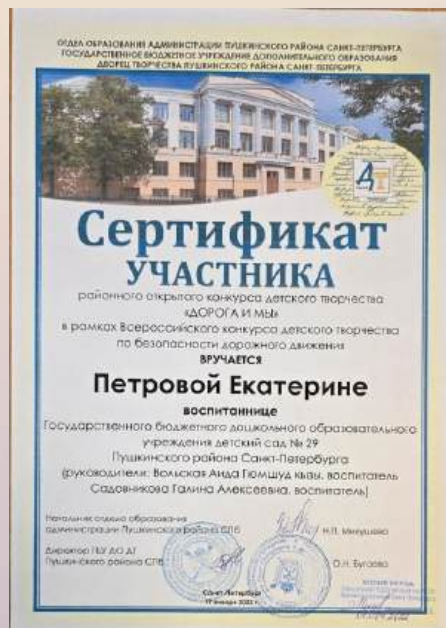 ОТДЕЛ ОБРАЗОВАНИЯ АДМИНИСТРАЦИИ ПУШКИНСКОГО РАЙОНА САНКТ-ПЕТЕРБУРГА
ГОСУДАРСТВЕННОЕ БЮДЖЕТНОЕ УЧРЕЖДЕНИЕ ДОПОЛНИТЕЛЬНОГО ОБРАЗОВАНИЯ
ДВОРЕЦ ТВОРЧЕСТВА ПУШКИНСКОГО РАЙОНА САНКТ-ПЕТЕРБУРГА
ДТ
Сертификат
УЧАСТНИКА
районного открытого конкурса детского творчества
«ДОРОГА И МЫ»
в рамках Всероссийского конкурса детского творчества
по безопасности дорожного движения
ВРУЧАЕТСЯ
Петровой Екатерине
воспитаннице
Государственного бюджетного дошкольного образовательного
учреждения детский сад № 29
Пушкинского района Санкт-Петербурга
(руководители: Вольская Аида Гюмшуд кызы, воспитатель
Садовникова Галина Алексеевна, воспитатель)
Начальник отдела образования
администрации Пушкинского района СПб
Директор ГБУ ДО ДТ
Пушкинского района СПб
О.Н. Бугаева
Санкт-Петербург